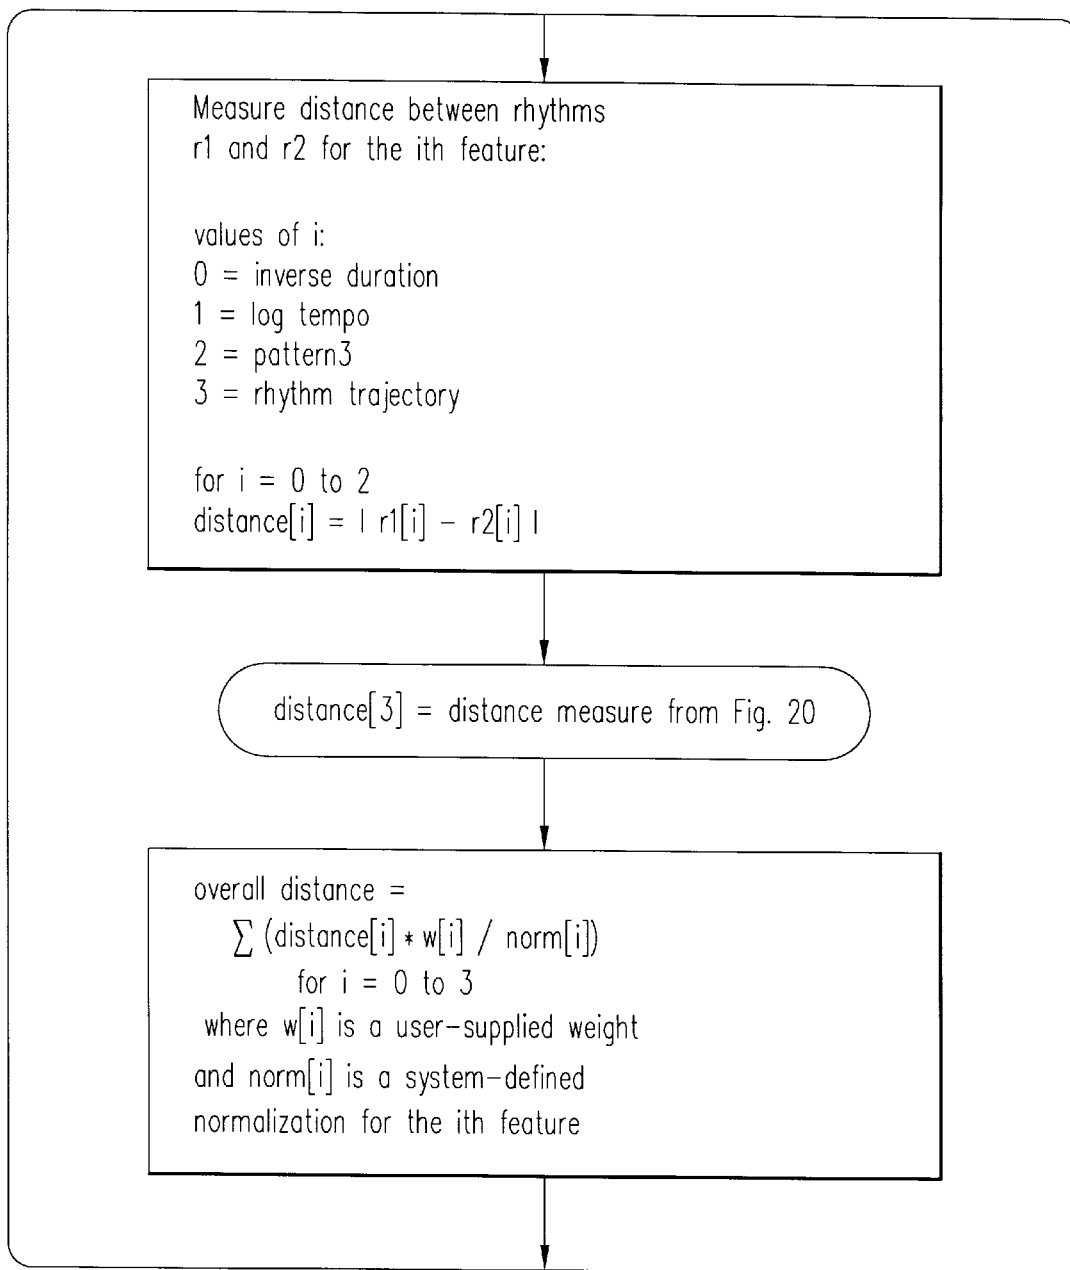 Measure distance between rhythms
r1 and r2 for the ith feature:
values of i:
0 = inverse duration
1 = log tempo
2 = pattern3
3 = rhythm trajectory
for i = 0 to 2
distance[i] = | r1[i] - r2[i] |
distance[3] = distance measure from Fig. 20
overall distance =
∑ (distance[i] * w[i] / norm[i])
for i = 0 to 3
where w[i] is a user-supplied weight
and norm[i] is a system-defined
normalization for the ith feature